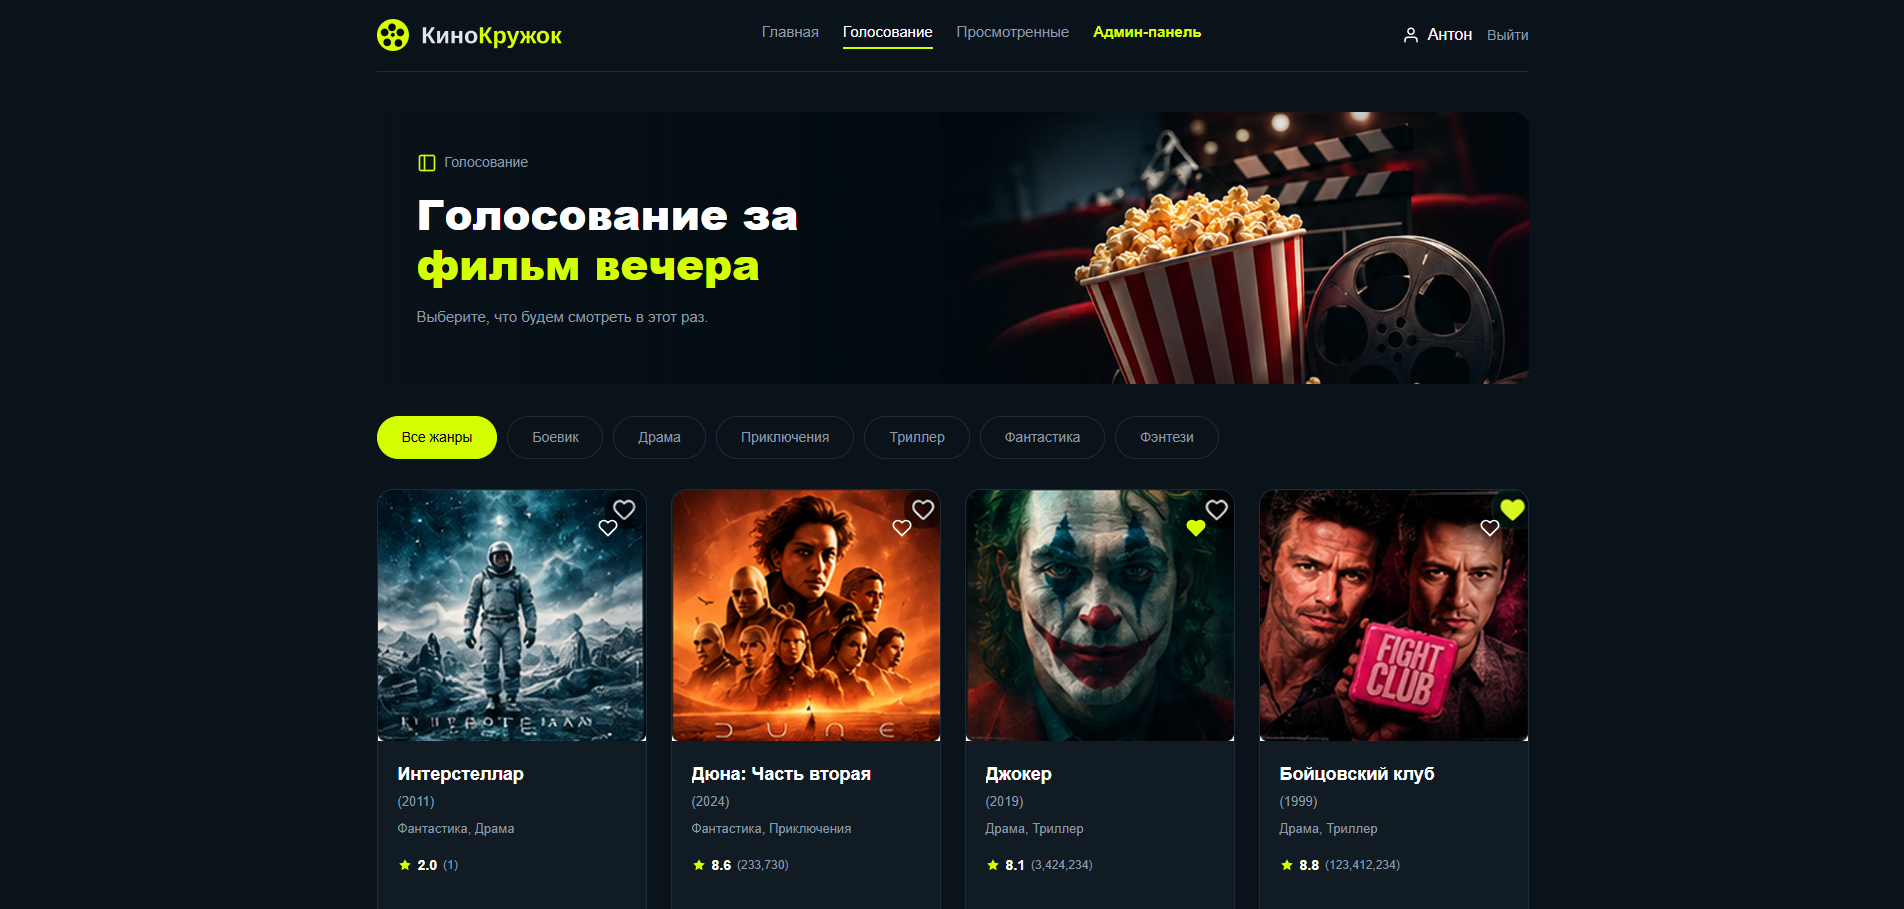 КиноКружок
Главная Голосование Просмотренные Админ-панель
Антон Выйти
Голосование
Голосование за
фильм вечера
Выберите, что будем смотреть в этот раз.
Все жанры Боевик Драма Приключения Триллер Фантастика Фэнтези
DUNE
FIGHT
CLUB
Интерстеллар
(2011)
Фантастика, Драма
2.0 (1)
Дюна: Часть вторая
(2024)
Фантастика, Приключения
8.6 (233,730)
Джокер
(2019)
Драма, Триллер
8.1 (3,424,234)
Бойцовский клуб
(1999)
Драма, Триллер
8.8 (123,412,234)